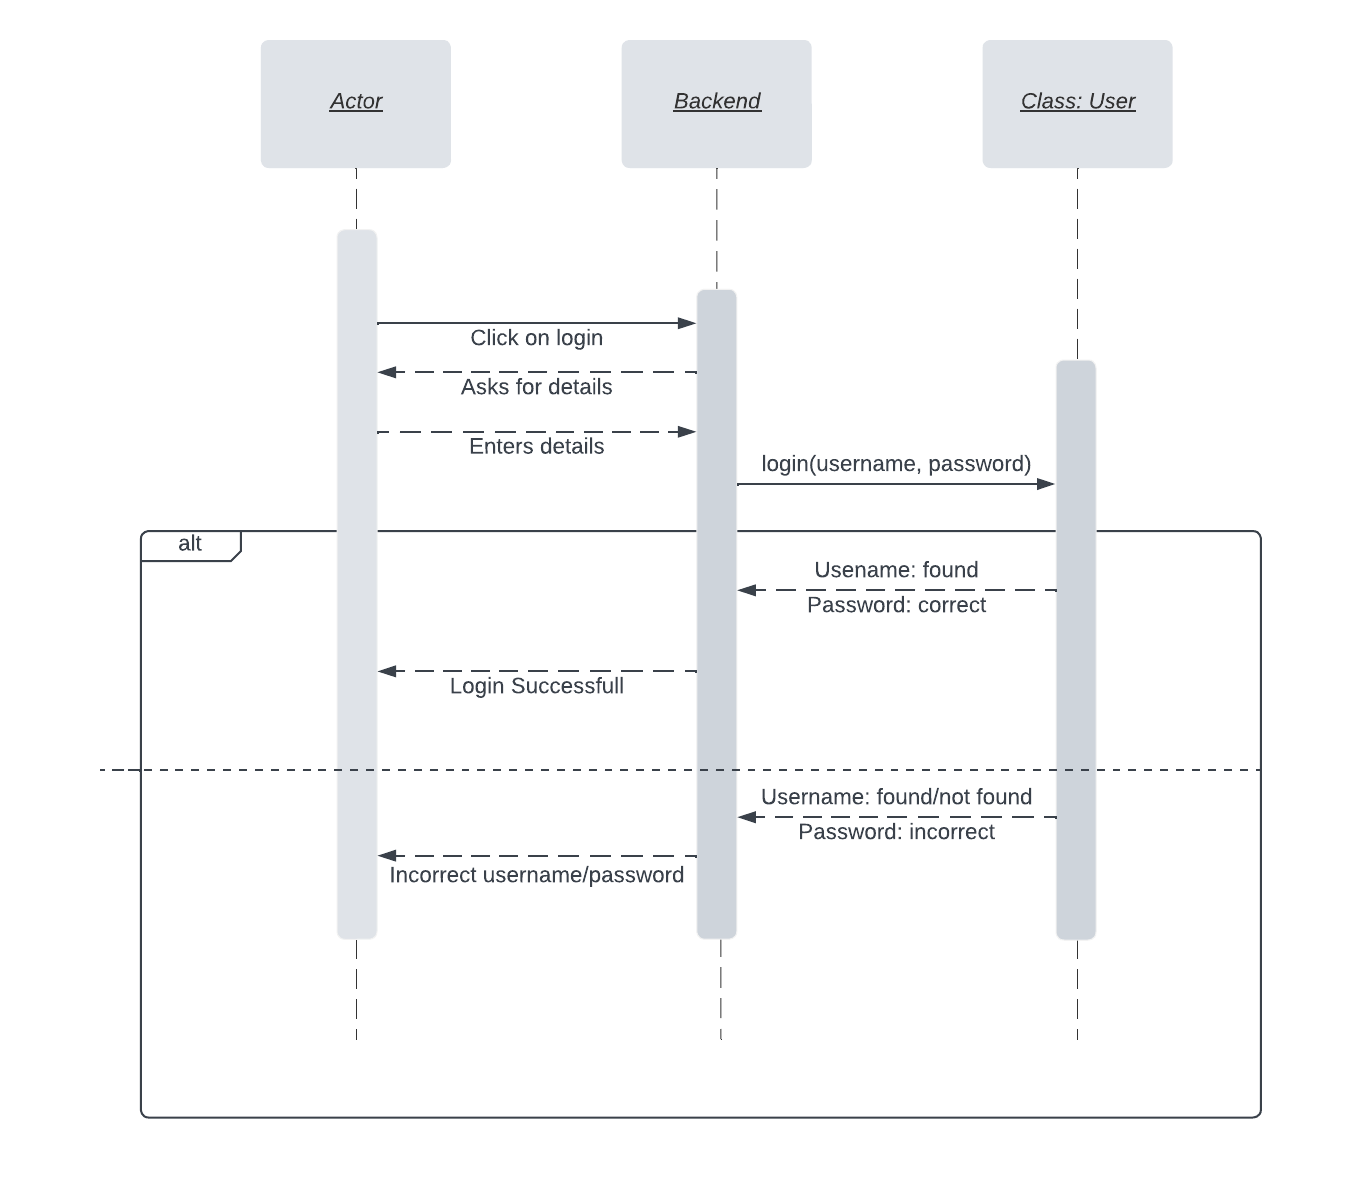 Actor
Backend
Class: User
Click on login
Asks for details
Enters details
login(username, password)
alt
Usename: found
Password: correct
Login Successfull
Username: found/not found
Password: incorrect
Incorrect username/password